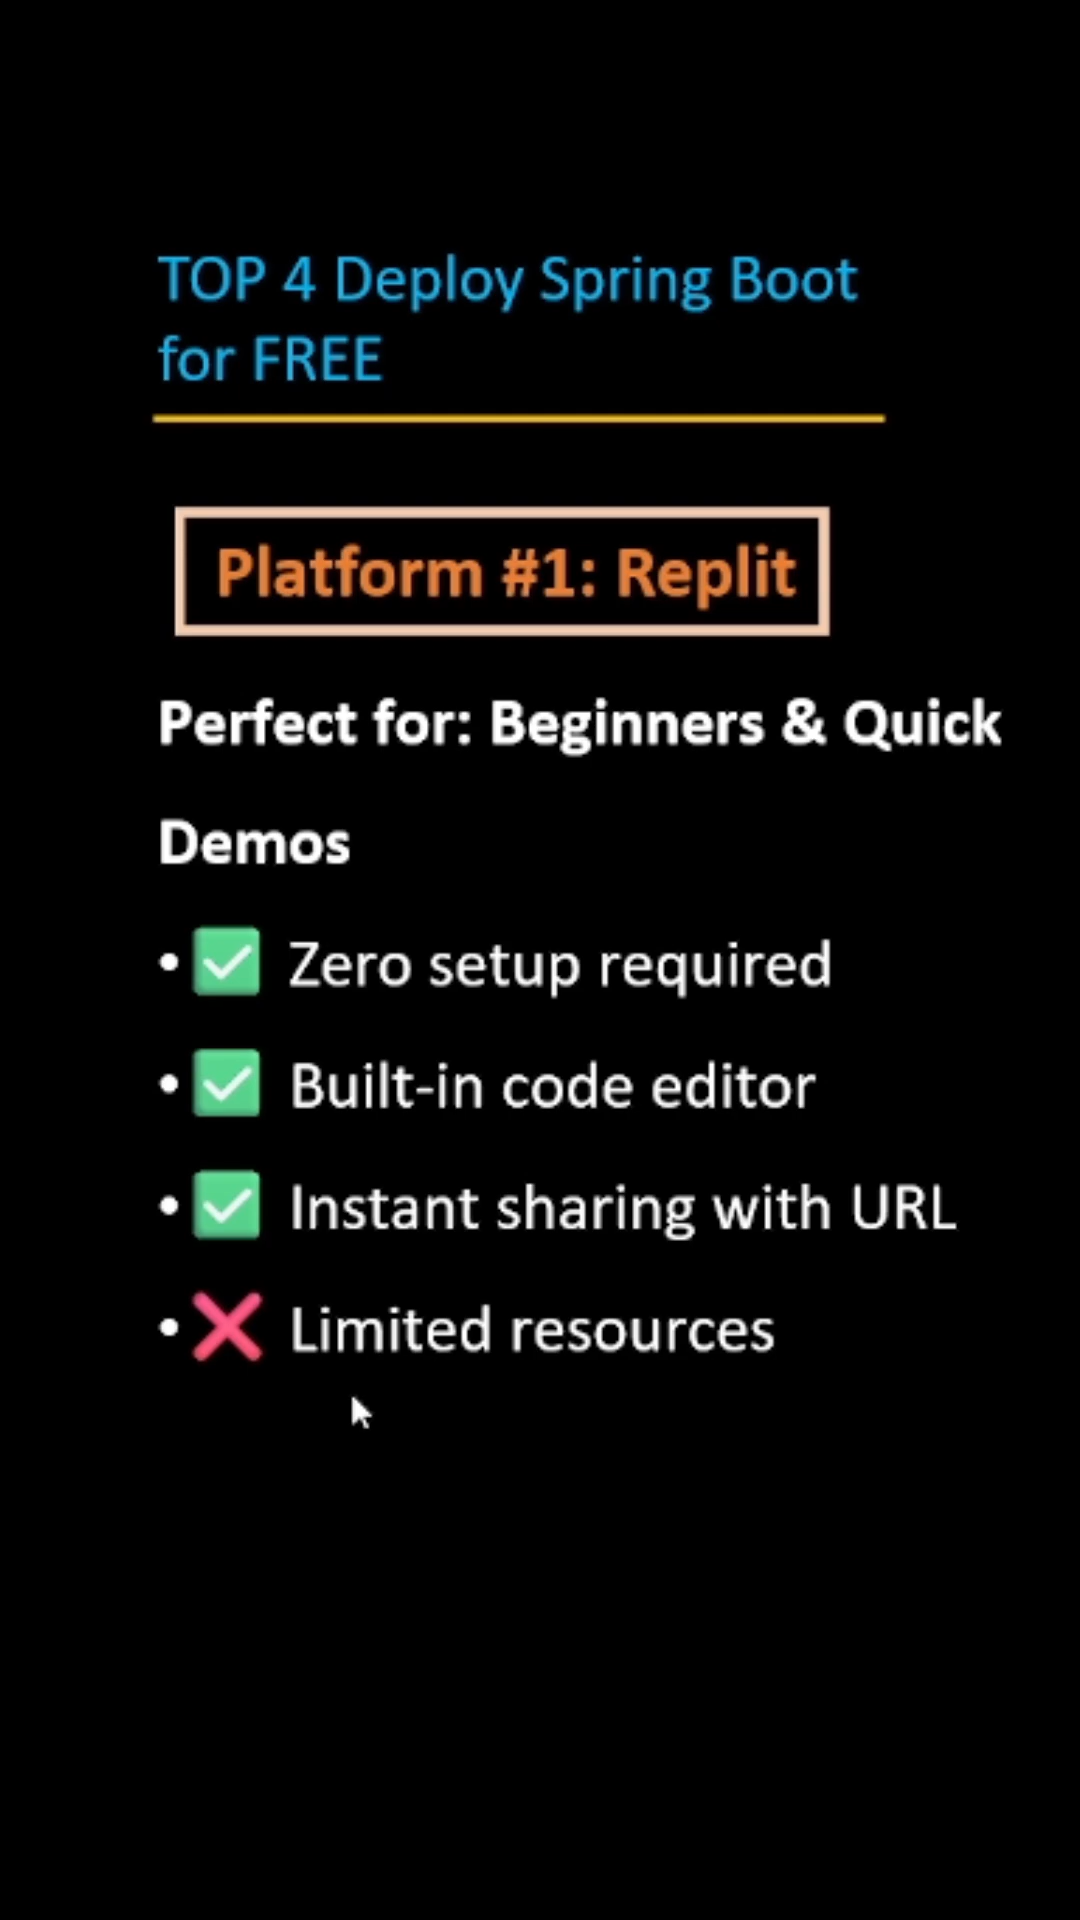 TOP 4 Deploy Spring Boot
for FREE
Platform #1: Replit
Perfect for: Beginners & Quick
Demos
• ✅ Zero setup required
• ✅ Built-in code editor
• ✅ Instant sharing with URL
• ❌ Limited resources